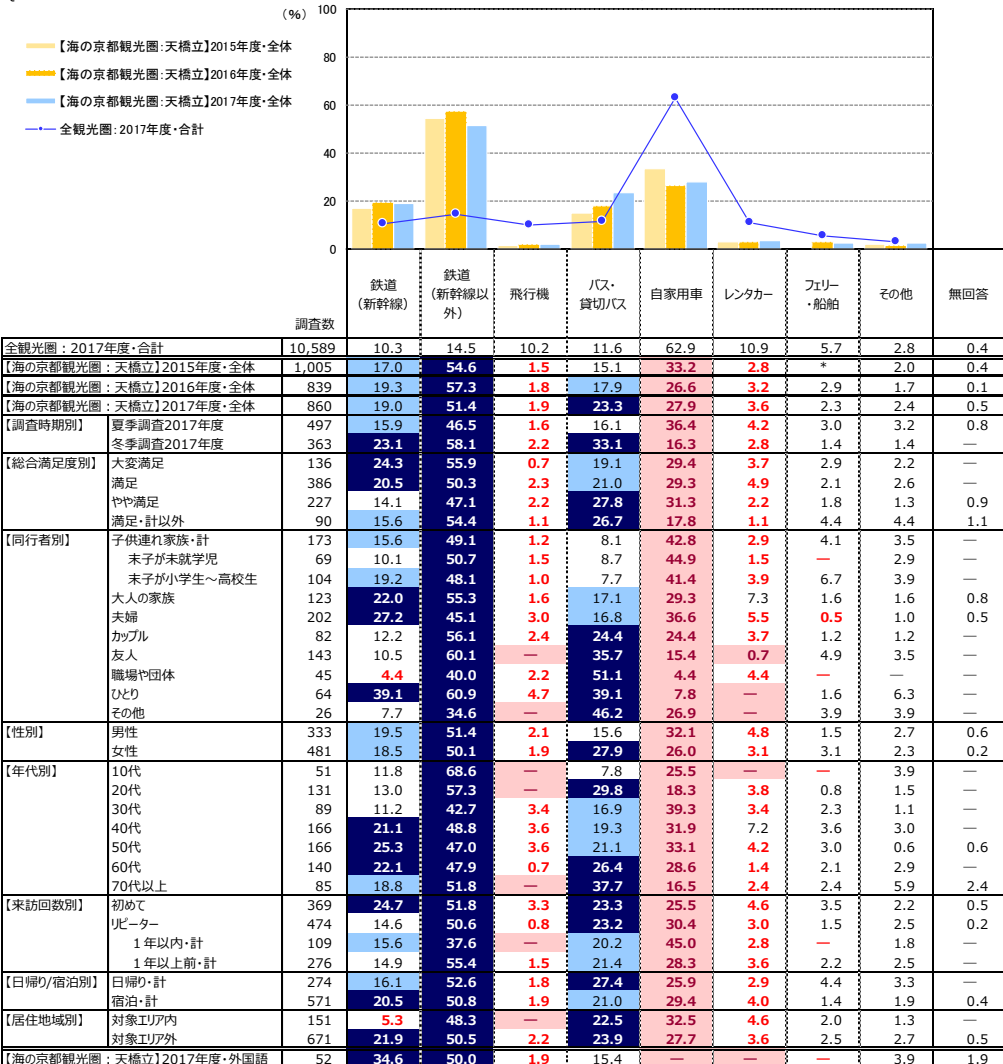 (%)
100
80
60
40
20
0
【海の京都観光圏:天橋立】2015年度・全体
【海の京都観光圏:天橋立】2016年度・全体
【海の京都観光圏:天橋立】2017年度・全体
全観光圏:2017年度・合計
調査数 鉄道（新幹線） 鉄道（新幹線以外） 飛行機 バス・貸切バス 自家用車 レンタカー フェリー・船舶 その他 無回答
全観光圏：2017年度・合計 10,589 10.3 14.5 10.2 11.6 62.9 10.9 5.7 2.8 0.4
【海の京都観光圏：天橋立】2015年度・全体 1,005 17.0 54.6 1.5 15.1 33.2 2.8 * 2.0 0.4
【海の京都観光圏：天橋立】2016年度・全体 839 19.3 57.3 1.8 17.9 26.6 3.2 2.9 1.7 0.1
【海の京都観光圏：天橋立】2017年度・全体 860 19.0 51.4 1.9 23.3 27.9 3.6 2.3 2.4 0.5
【調査時期別】 夏季調査2017年度 497 15.9 46.5 1.6 16.1 36.4 4.2 3.0 3.2 0.8
冬季調査2017年度 363 23.1 58.1 2.2 33.1 16.3 2.8 1.4 1.4 —
【総合満足度別】 大変満足 136 24.3 55.9 0.7 19.1 29.4 3.7 2.9 2.2 —
満足 386 20.5 50.3 2.3 21.0 29.3 4.9 2.1 2.6 —
やや満足 227 14.1 47.1 2.2 27.8 31.3 2.2 1.8 1.3 0.9
満足・計以外 90 15.6 54.4 1.1 26.7 17.8 1.1 4.4 4.4 1.1
【同行者別】 子供連れ家族・計 173 15.6 49.1 1.2 8.1 42.8 2.9 4.1 3.5 —
末子が未就学児 69 10.1 50.7 1.5 8.7 44.9 1.5 — 2.9 —
末子が小学生～高校生 104 19.2 48.1 1.0 7.7 41.4 3.9 6.7 3.9 —
大人の家族 123 22.0 55.3 1.6 17.1 29.3 7.3 1.6 1.6 0.8
夫婦 202 27.2 45.1 3.0 16.8 36.6 5.5 0.5 1.0 0.5
カップル 82 12.2 56.1 2.4 24.4 24.4 3.7 1.2 1.2 —
友人 143 10.5 60.1 — 35.7 15.4 0.7 4.9 3.5 —
職場や団体 45 4.4 40.0 2.2 51.1 4.4 4.4 — — —
ひとり 64 39.1 60.9 4.7 39.1 7.8 — 1.6 6.3 —
その他 26 7.7 34.6 — 46.2 26.9 — 3.9 3.9 —
【性別】 男性 333 19.5 51.4 2.1 15.6 32.1 4.8 1.5 2.7 0.6
女性 481 18.5 50.1 1.9 27.9 26.0 3.1 3.1 2.3 0.2
【年代別】 10代 51 11.8 68.6 — 7.8 25.5 — — 3.9 —
20代 131 13.0 57.3 — 29.8 18.3 3.8 0.8 1.5 —
30代 89 11.2 42.7 3.4 16.9 39.3 3.4 2.3 1.1 —
40代 166 21.1 48.8 3.6 19.3 31.9 7.2 3.6 3.0 —
50代 166 25.3 47.0 3.6 21.1 33.1 4.2 3.0 0.6 0.6
60代 140 22.1 47.9 0.7 26.4 28.6 1.4 2.1 2.9 —
70代以上 85 18.8 51.8 — 37.7 16.5 2.4 2.4 5.9 2.4
【来訪回数別】 初めて 369 24.7 51.8 3.3 23.3 25.5 4.6 3.5 2.2 0.5
リピーター 474 14.6 50.6 0.8 23.2 30.4 3.0 1.5 2.5 0.2
１年以内・計 109 15.6 37.6 — 20.2 45.0 2.8 — 1.8 —
１年以上前・計 276 14.9 55.4 1.5 21.4 28.3 3.6 2.2 2.5 —
【日帰り/宿泊別】 日帰り・計 274 16.1 52.6 1.8 27.4 25.9 2.9 4.4 3.3 —
宿泊・計 571 20.5 50.8 1.9 21.0 29.4 4.0 1.4 1.9 0.4
【居住地域別】 対象エリア内 151 5.3 48.3 — 22.5 32.5 4.6 2.0 1.3 —
対象エリア外 671 21.9 50.5 2.2 23.9 27.7 3.6 2.5 2.7 0.5
【海の京都観光圏：天橋立】2017年度・外国語 52 34.6 50.0 1.9 15.4 — — — 3.9 1.9